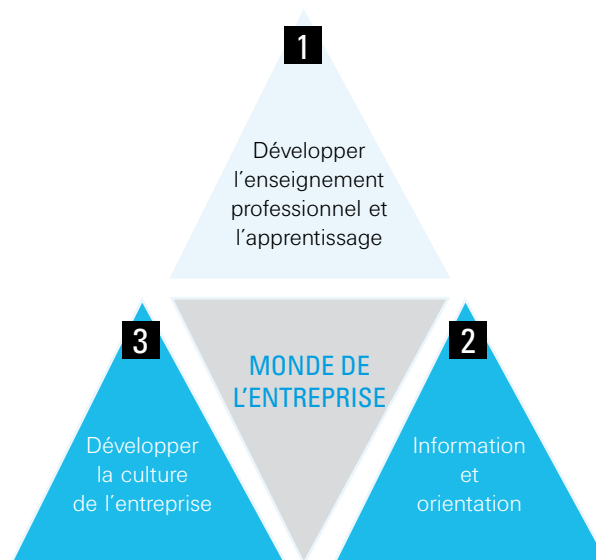 1
Développer
l'enseignement
professionnel et
l'apprentissage
3
2
MONDE DE
L'ENTREPRISE
Développer
la culture
de l'entreprise
Information
et
orientation